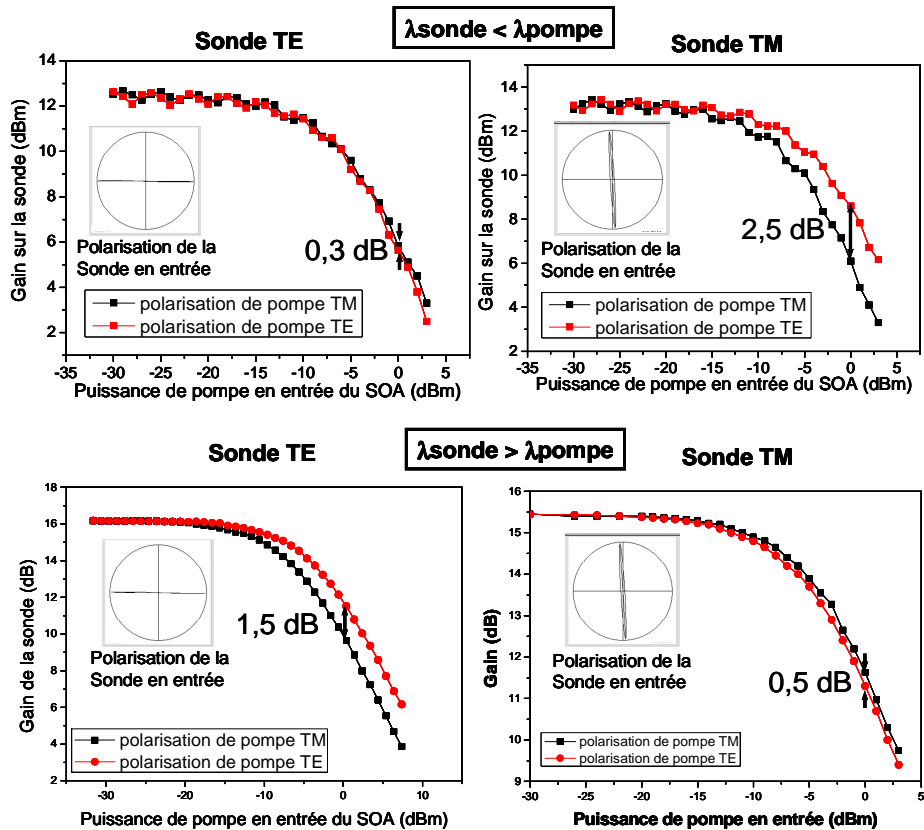 λsonde < λpompe
Sonde TE
Sonde TM
14
12
10
8
6
4
2
Gain sur la sonde (dBm)
Polarisation de la
Sonde en entrée
0,3 dB
polarisation de pompe TM
polarisation de pompe TE
-35 -30 -25 -20 -15 -10 -5 0 5
Puissance de pompe en entrée du SOA (dBm)
14
12
10
8
6
4
2
Gain sur la sonde (dBm)
Polarisation de la
Sonde en entrée
2,5 dB
polarisation de pompe TM
polarisation de pompe TE
-35 -30 -25 -20 -15 -10 -5 0 5
Puissance de pompe en entrée du SOA (dBm)
λsonde > λpompe
Sonde TE
Sonde TM
18
16
14
12
10
8
6
4
2
Gain de la sonde (dB)
Polarisation de la
Sonde en entrée
1,5 dB
polarisation de pompe TM
polarisation de pompe TE
-30 -20 -10 0 10
Puissance de pompe en entrée du SOA (dBm)
16
15
14
13
12
11
10
9
Gain (dB)
Polarisation de la
Sonde en entrée
0,5 dB
polarisation de pompe TM
polarisation de pompe TE
-30 -25 -20 -15 -10 -5 0 5
Puissance de pompe en entrée (dBm)